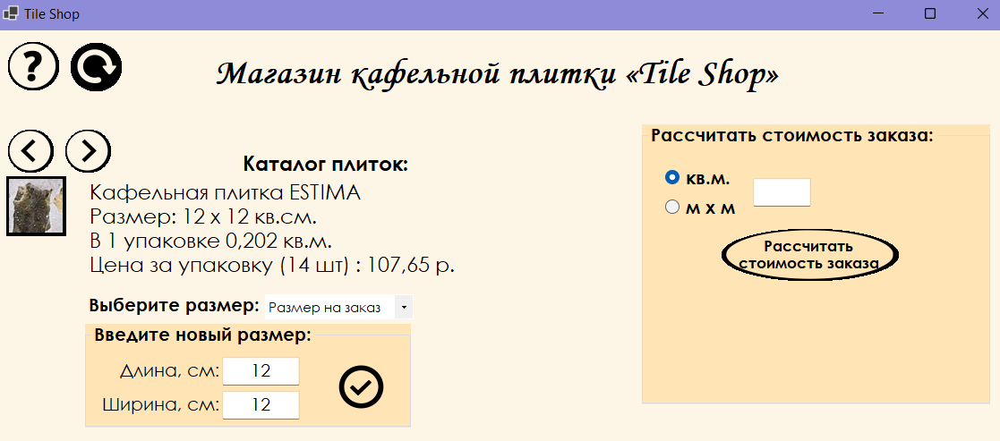 Tile Shop
Магазин кафельной плитки «Tile Shop»
Каталог плиток:
Кафельная плитка ESTIMA
Размер: 12 x 12 кв.см.
В 1 упаковке 0,202 кв.м.
Цена за упаковку (14 шт) : 107,65 р.
Выберите размер: Размер на заказ
Введите новый размер:
Длина, см: 12
Ширина, см: 12
Рассчитать стоимость заказа:
кв.м.
м x м
Рассчитать
стоимость заказа